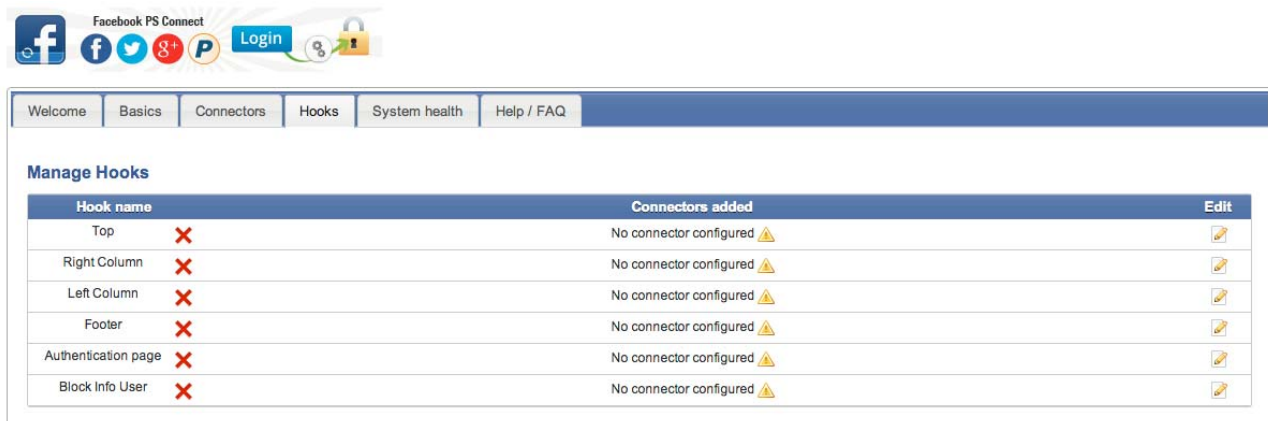 Facebook PS Connect
f f 8+ P Login
Welcome Basics Connectors Hooks System health Help / FAQ
Manage Hooks
Hook name Connectors added Edit
Top No connector configured
Right Column No connector configured
Left Column No connector configured
Footer No connector configured
Authentication page No connector configured
Block Info User No connector configured